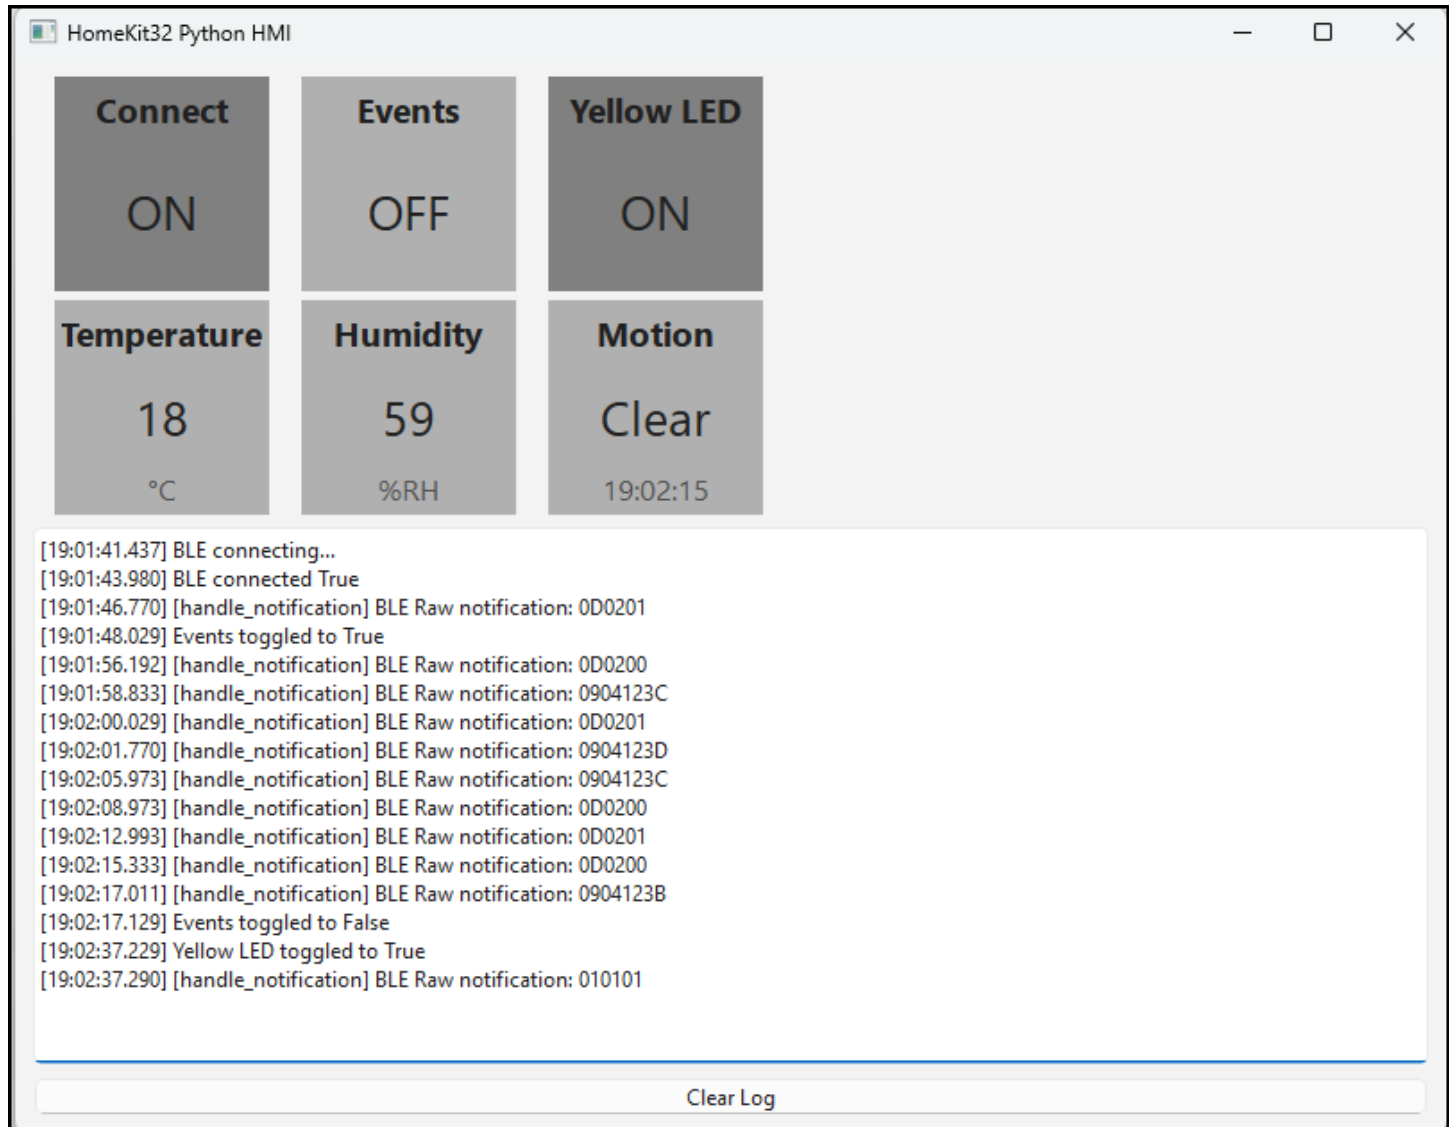 HomeKit32 Python HMI
Connect
ON
Events
OFF
Yellow LED
ON
Temperature
18
°C
Humidity
59
%RH
Motion
Clear
19:02:15
[19:01:41.437] BLE connecting...
[19:01:43.980] BLE connected True
[19:01:46.770] [handle_notification] BLE Raw notification: 0D0201
[19:01:48.029] Events toggled to True
[19:01:56.192] [handle_notification] BLE Raw notification: 0D0200
[19:01:58.833] [handle_notification] BLE Raw notification: 0904123C
[19:02:00.029] [handle_notification] BLE Raw notification: 0D0201
[19:02:01.770] [handle_notification] BLE Raw notification: 0904123D
[19:02:05.973] [handle_notification] BLE Raw notification: 0904123C
[19:02:08.973] [handle_notification] BLE Raw notification: 0D0200
[19:02:12.993] [handle_notification] BLE Raw notification: 0D0201
[19:02:15.333] [handle_notification] BLE Raw notification: 0D0200
[19:02:17.011] [handle_notification] BLE Raw notification: 0904123B
[19:02:17.129] Events toggled to False
[19:02:37.229] Yellow LED toggled to True
[19:02:37.290] [handle_notification] BLE Raw notification: 010101
Clear Log